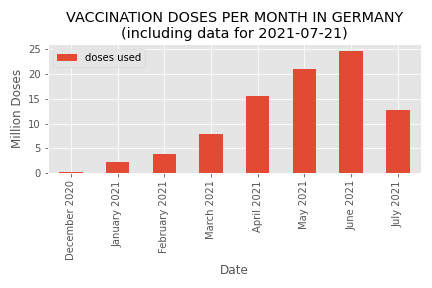 VACCINATION DOSES PER MONTH IN GERMANY
(including data for 2021-07-21)
doses used
Million Doses
25
20
15
10
5
0
December 2020
January 2021
February 2021
March 2021
April 2021
May 2021
June 2021
July 2021
Date